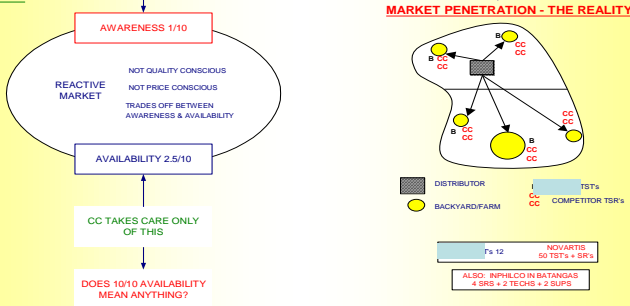 AWARENESS 1/10
REACTIVE
MARKET
NOT QUALITY CONSCIOUS
NOT PRICE CONSCIOUS
TRADES OFF BETWEEN
AWARENESS & AVAILABILITY
AVAILABILITY 2.5/10
CC TAKES CARE ONLY
OF THIS
DOES 10/10 AVAILABILITY
MEAN ANYTHING?
MARKET PENETRATION - THE REALITY
B
CC
CC
B
CC
CC
CC
CC
B
CC
CC
B
CC
CC
DISTRIBUTOR
BACKYARD/FARM
TST's
CC
CC
COMPETITOR TSR's
T's 12
NOVARTIS
50 TST's + SR's
ALSO: INPHILCO IN BATANGAS
4 SRS + 2 TECHS + 2 SUPS